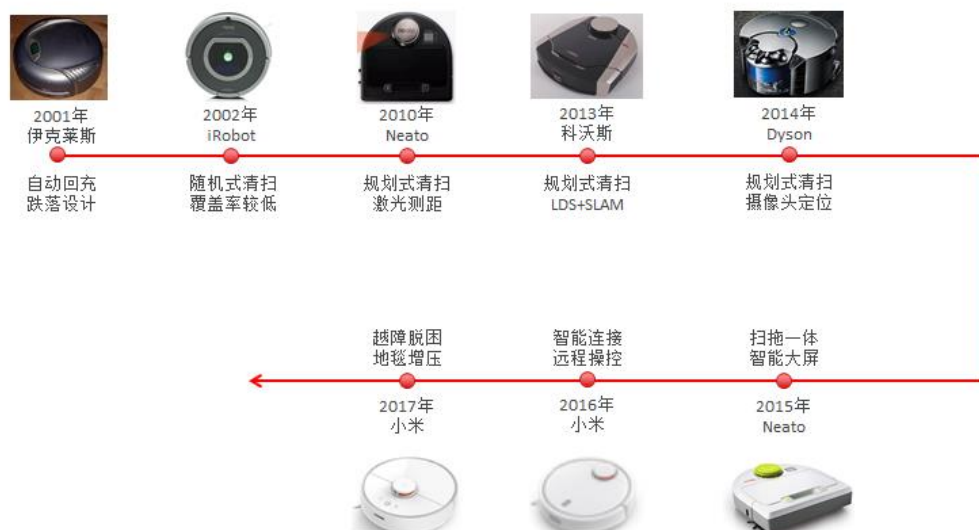 2001年
伊克莱斯
自动回充
跌落设计
2002年
iRobot
随机式清扫
覆盖率较低
2010年
Neato
规划式清扫
激光测距
2013年
科沃斯
规划式清扫
LDS+SLAM
2014年
Dyson
规划式清扫
摄像头定位
扫拖一体
智能大屏
2015年
Neato
智能连接
远程操控
2016年
小米
越障脱困
地毯增压
2017年
小米